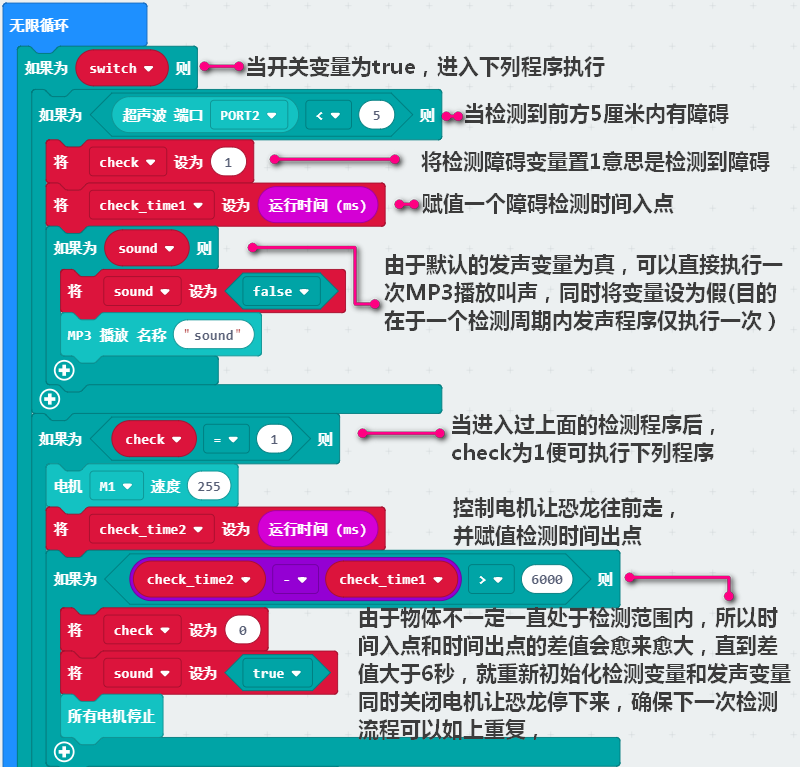 无限循环
如果为 switch 则
当开关变量为true，进入下列程序执行
如果为 超声波 端口 PORT2 < 5 则
当检测到前方5厘米内有障碍
将 check 设为 1
将检测障碍变量置1意思是检测到障碍
将 check_time1 设为 运行时间 (ms)
赋值一个障碍检测时间入点
如果为 sound 则
由于默认的发声变量为真，可以直接执行一
次MP3播放叫声，同时将变量设为假(目的
在于一个检测周期内发声程序仅执行一次）
将 sound 设为 false
MP3 播放 名称 "sound"
如果为 check = 1 则
当进入过上面的检测程序后，
check为1便可执行下列程序
电机 M1 速度 255
控制电机让恐龙往前走，
并赋值检测时间出点
将 check_time2 设为 运行时间 (ms)
如果为 check_time2 - check_time1 > 6000 则
由于物体不一定一直处于检测范围内，所以时
间入点和时间出点的差值会愈来愈大，直到差
值大于6秒，就重新初始化检测变量和发声变量
同时关闭电机让恐龙停下来，确保下一次检测
流程可以如上重复，
将 check 设为 0
将 sound 设为 true
所有电机停止